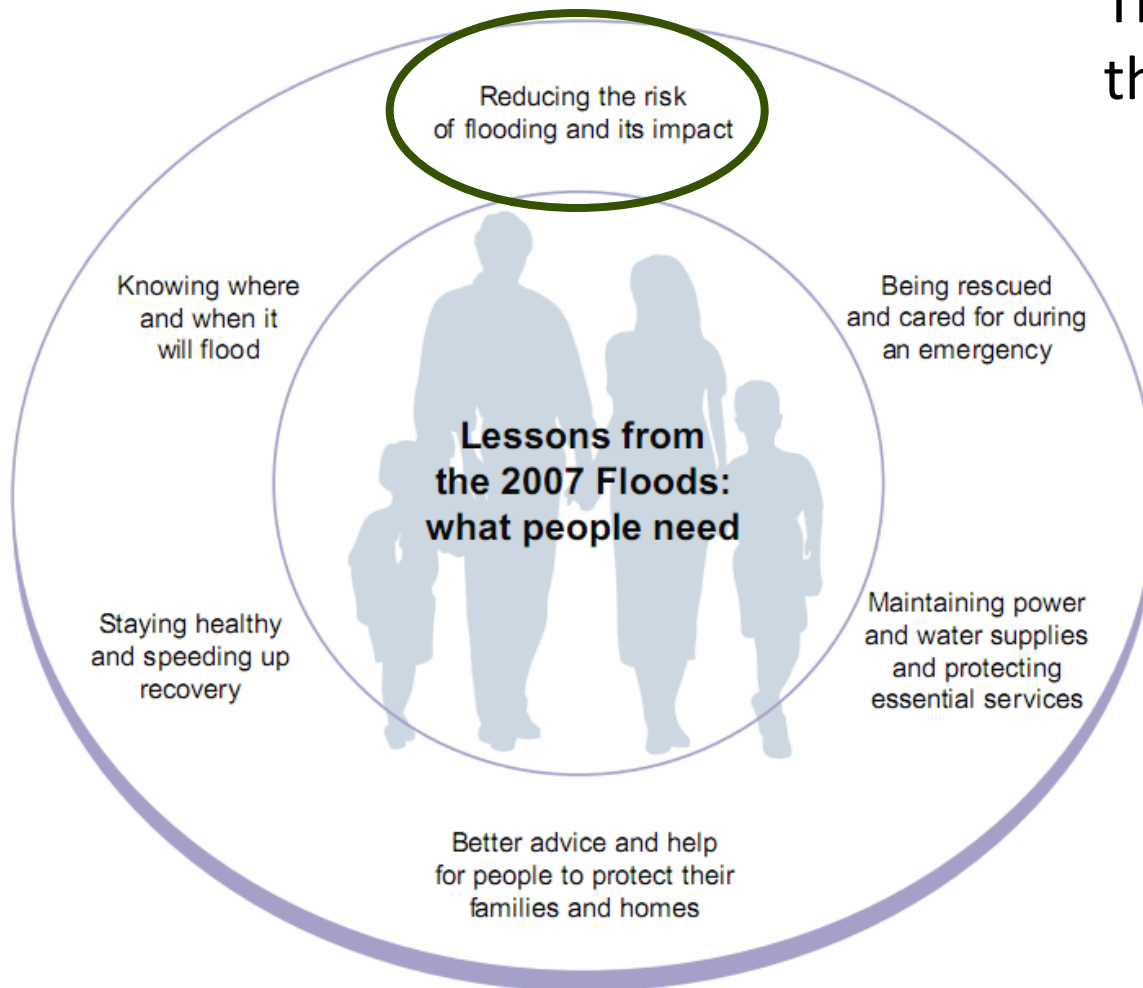 th
Reducing the risk
of flooding and its impact
Knowing where
and when it
will flood
Being rescued
and cared for during
an emergency
Lessons from
the 2007 Floods:
what people need
Staying healthy
and speeding up
recovery
Maintaining power
and water supplies
and protecting
essential services
Better advice and help
for people to protect their
families and homes